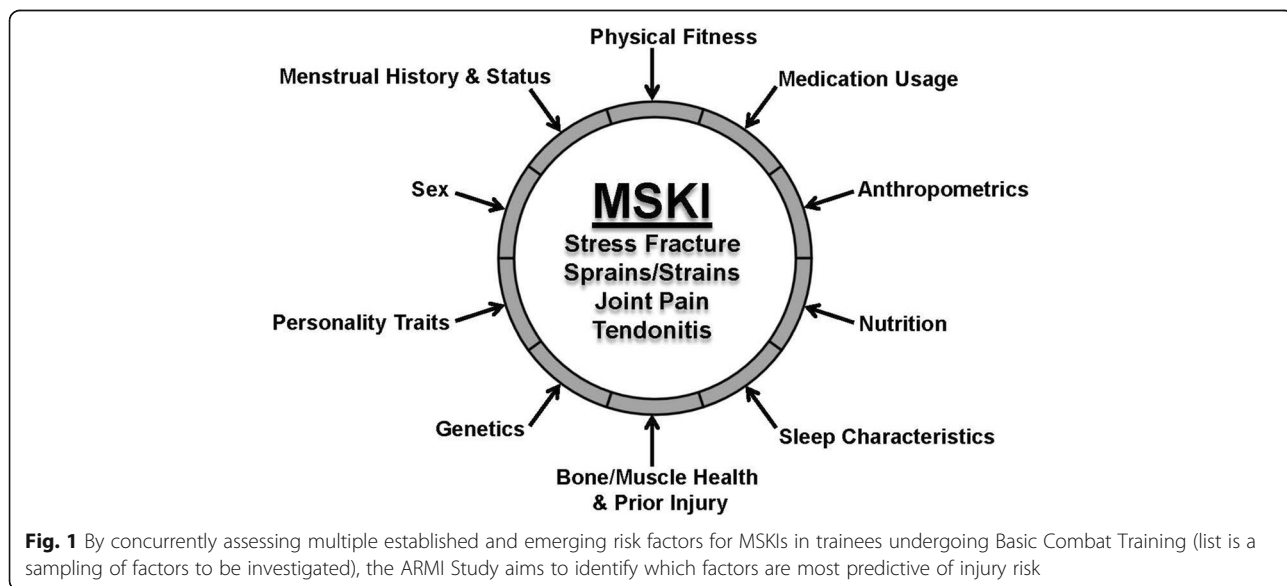 Physical Fitness
Menstrual History & Status
Medication Usage
Sex
Anthropometrics
MSKI
Stress Fracture
Sprains/Strains
Joint Pain
Tendonitis
Personality Traits
Nutrition
Genetics
Sleep Characteristics
Bone/Muscle Health
& Prior Injury
Fig. 1 By concurrently assessing multiple established and emerging risk factors for MSKIs in trainees undergoing Basic Combat Training (list is a
sampling of factors to be investigated), the ARMI Study aims to identify which factors are most predictive of injury risk